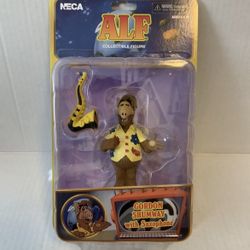 NECA
ALF
COLLECTIBLE FIGURE
GORDON
SHUMWAY
with Saxophone